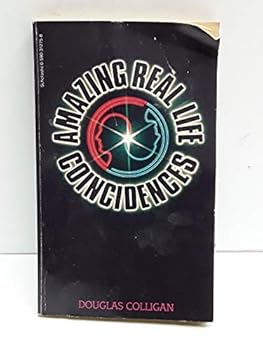 AMAZING REAL LIFE
COINCIDENCES
DOUGLAS COLLIGAN